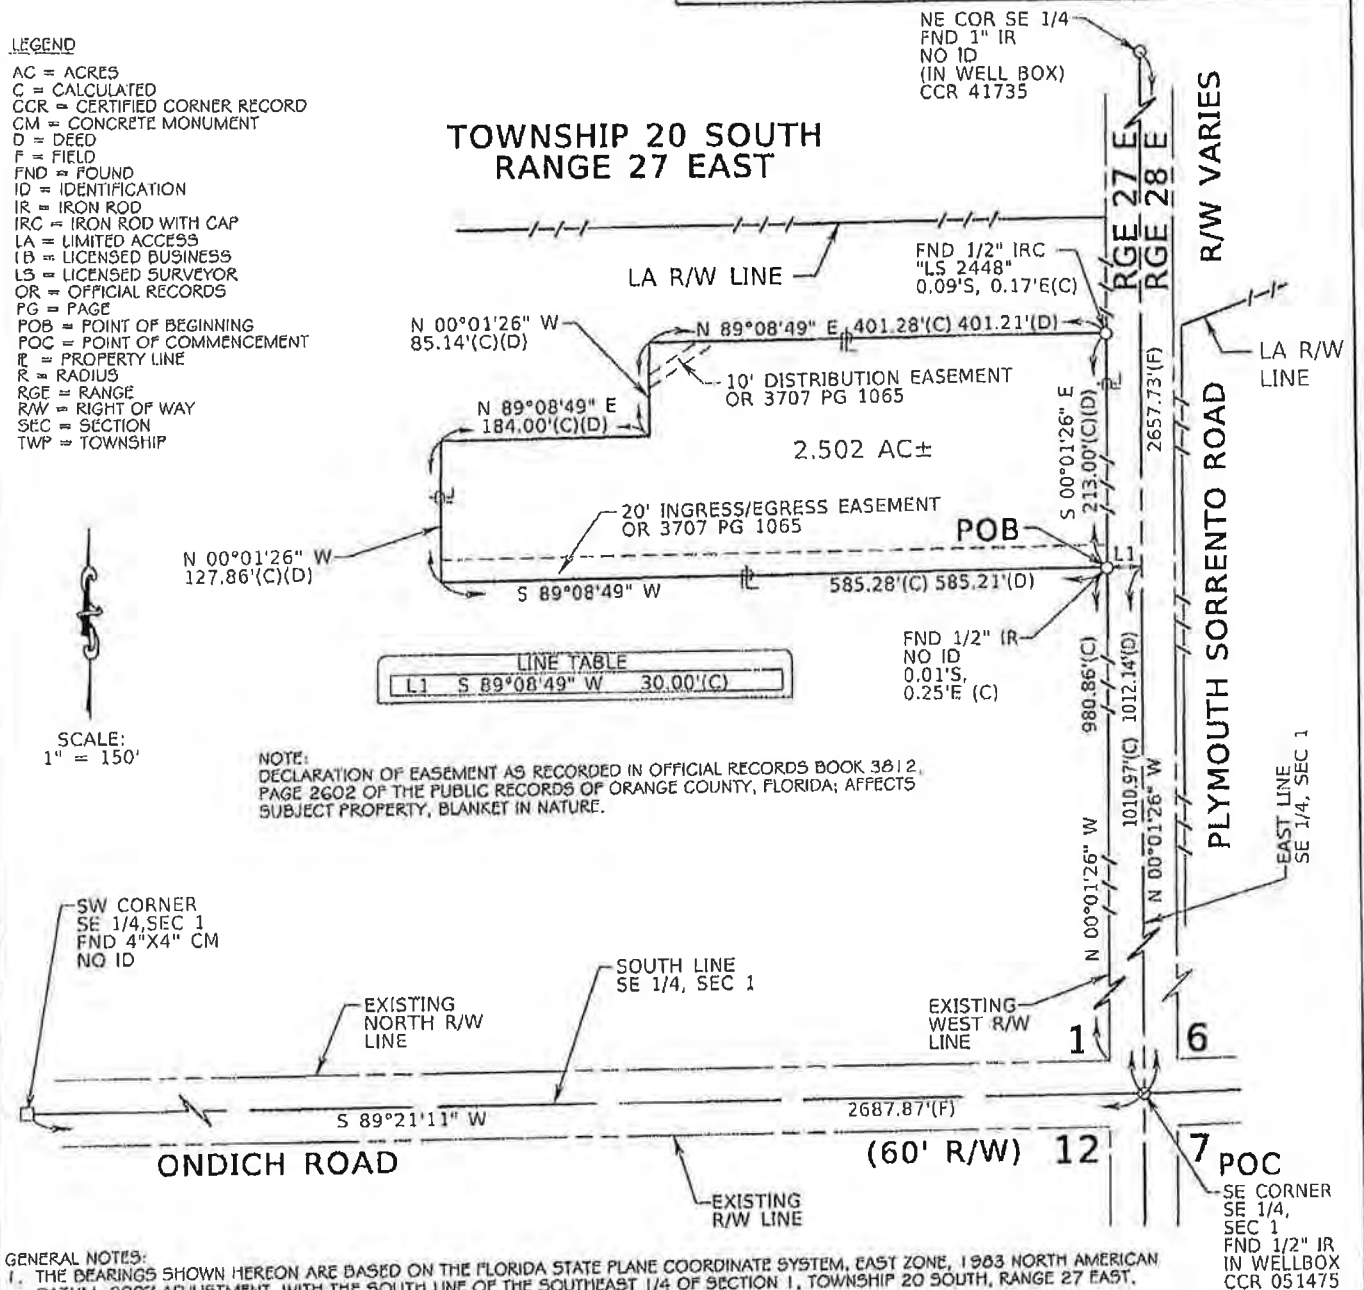 LEGEND
AC = ACRES
C = CALCULATED
CCR = CERTIFIED CORNER RECORD
CM = CONCRETE MONUMENT
D = DEED
F = FIELD
FND = FOUND
ID = IDENTIFICATION
IR = IRON ROD
IRC = IRON ROD WITH CAP
LA = LIMITED ACCESS
LB = LICENSED BUSINESS
LS = LICENSED SURVEYOR
OR = OFFICIAL RECORDS
PG = PAGE
POB = POINT OF BEGINNING
POC = POINT OF COMMENCEMENT
PL = PROPERTY LINE
R = RADIUS
RGE = RANGE
R/W = RIGHT OF WAY
SEC = SECTION
TWP = TOWNSHIP
NE COR SE 1/4
FND 1" IR
NO ID
(IN WELL BOX)
CCR 41735
TOWNSHIP 20 SOUTH
RANGE 27 EAST
RGE 27 E
RGE 28 E
R/W VARIES
LA R/W LINE
FND 1/2" IRC
"LS 2448"
0.09'S, 0.17'E(C)
N 00°01'26" W
85.14'(C)(D)
N 89°08'49" E 401.28'(C) 401.21'(D)
LA R/W
LINE
10' DISTRIBUTION EASEMENT
OR 3707 PG 1065
N 89°08'49" E
184.00'(C)(D)
2.502 AC±
S 00°01'26" E
213.00'(C)(D)
2657.73'(F)
PLYMOUTH SORRENTO ROAD
20' INGRESS/EGRESS EASEMENT
OR 3707 PG 1065
POB
L1
N 00°01'26" W
127.86'(C)(D)
S 89°08'49" W
585.28'(C) 585.21'(D)
FND 1/2" IR
NO ID
0.01'S,
0.25'E (C)
LINE TABLE
L1 S 89°08'49" W 30.00'(C)
980.86'(C)
1012.14'(D)
1010.97'(C)
N 00°01'26" W
N 00°01'26" W
EAST LINE
SE 1/4, SEC 1
SCALE:
1" = 150'
NOTE:
DECLARATION OF EASEMENT AS RECORDED IN OFFICIAL RECORDS BOOK 3812,
PAGE 2602 OF THE PUBLIC RECORDS OF ORANGE COUNTY, FLORIDA; AFFECTS
SUBJECT PROPERTY, BLANKET IN NATURE.
SW CORNER
SE 1/4,SEC 1
FND 4"X4" CM
NO ID
SOUTH LINE
SE 1/4, SEC 1
EXISTING
NORTH R/W
LINE
EXISTING
WEST R/W
LINE
1
6
S 89°21'11" W
2687.87'(F)
ONDICH ROAD
(60' R/W)
12
7
POC
SE CORNER
SE 1/4,
SEC 1
FND 1/2" IR
IN WELLBOX
CCR 051475
EXISTING
R/W LINE
GENERAL NOTES:
1. THE BEARINGS SHOWN HEREON ARE BASED ON THE FLORIDA STATE PLANE COORDINATE SYSTEM, EAST ZONE, 1983 NORTH AMERICAN
ADJUSTMENT, WITH THE SOUTH LINE OF THE SOUTHEAST 1/4 OF SECTION 1, TOWNSHIP 20 SOUTH, RANGE 27 EAST,